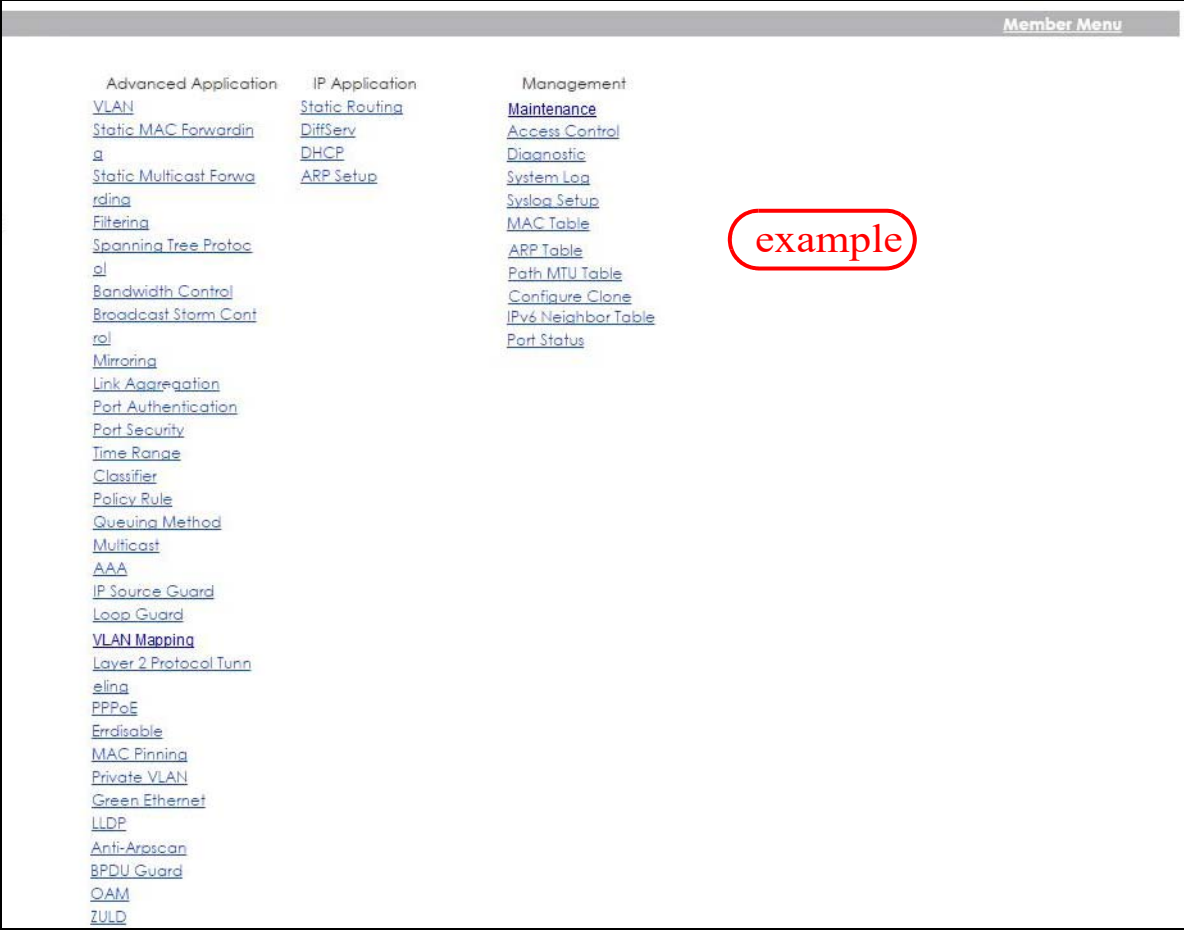 Member Menu
Advanced Application
VLAN
Static MAC Forwardin
g
Static Multicast Forwa
rding
Filtering
Spanning Tree Protoc
ol
Bandwidth Control
Broadcast Storm Cont
rol
Mirroring
Link Aggregation
Port Authentication
Port Security
Time Range
Classifier
Policy Rule
Queuing Method
Multicast
AAA
IP Source Guard
Loop Guard
VLAN Mapping
Layer 2 Protocol Tunn
eling
PPPoE
Errdisable
MAC Pinning
Private VLAN
Green Ethernet
LLDP
Anti-Arpscan
BPDU Guard
OAM
ZULD
IP Application
Static Routing
DiffServ
DHCP
ARP Setup
Management
Maintenance
Access Control
Diagnostic
System Log
Syslog Setup
MAC Table
ARP Table
Path MTU Table
Configure Clone
IPv6 Neighbor Table
Port Status
example